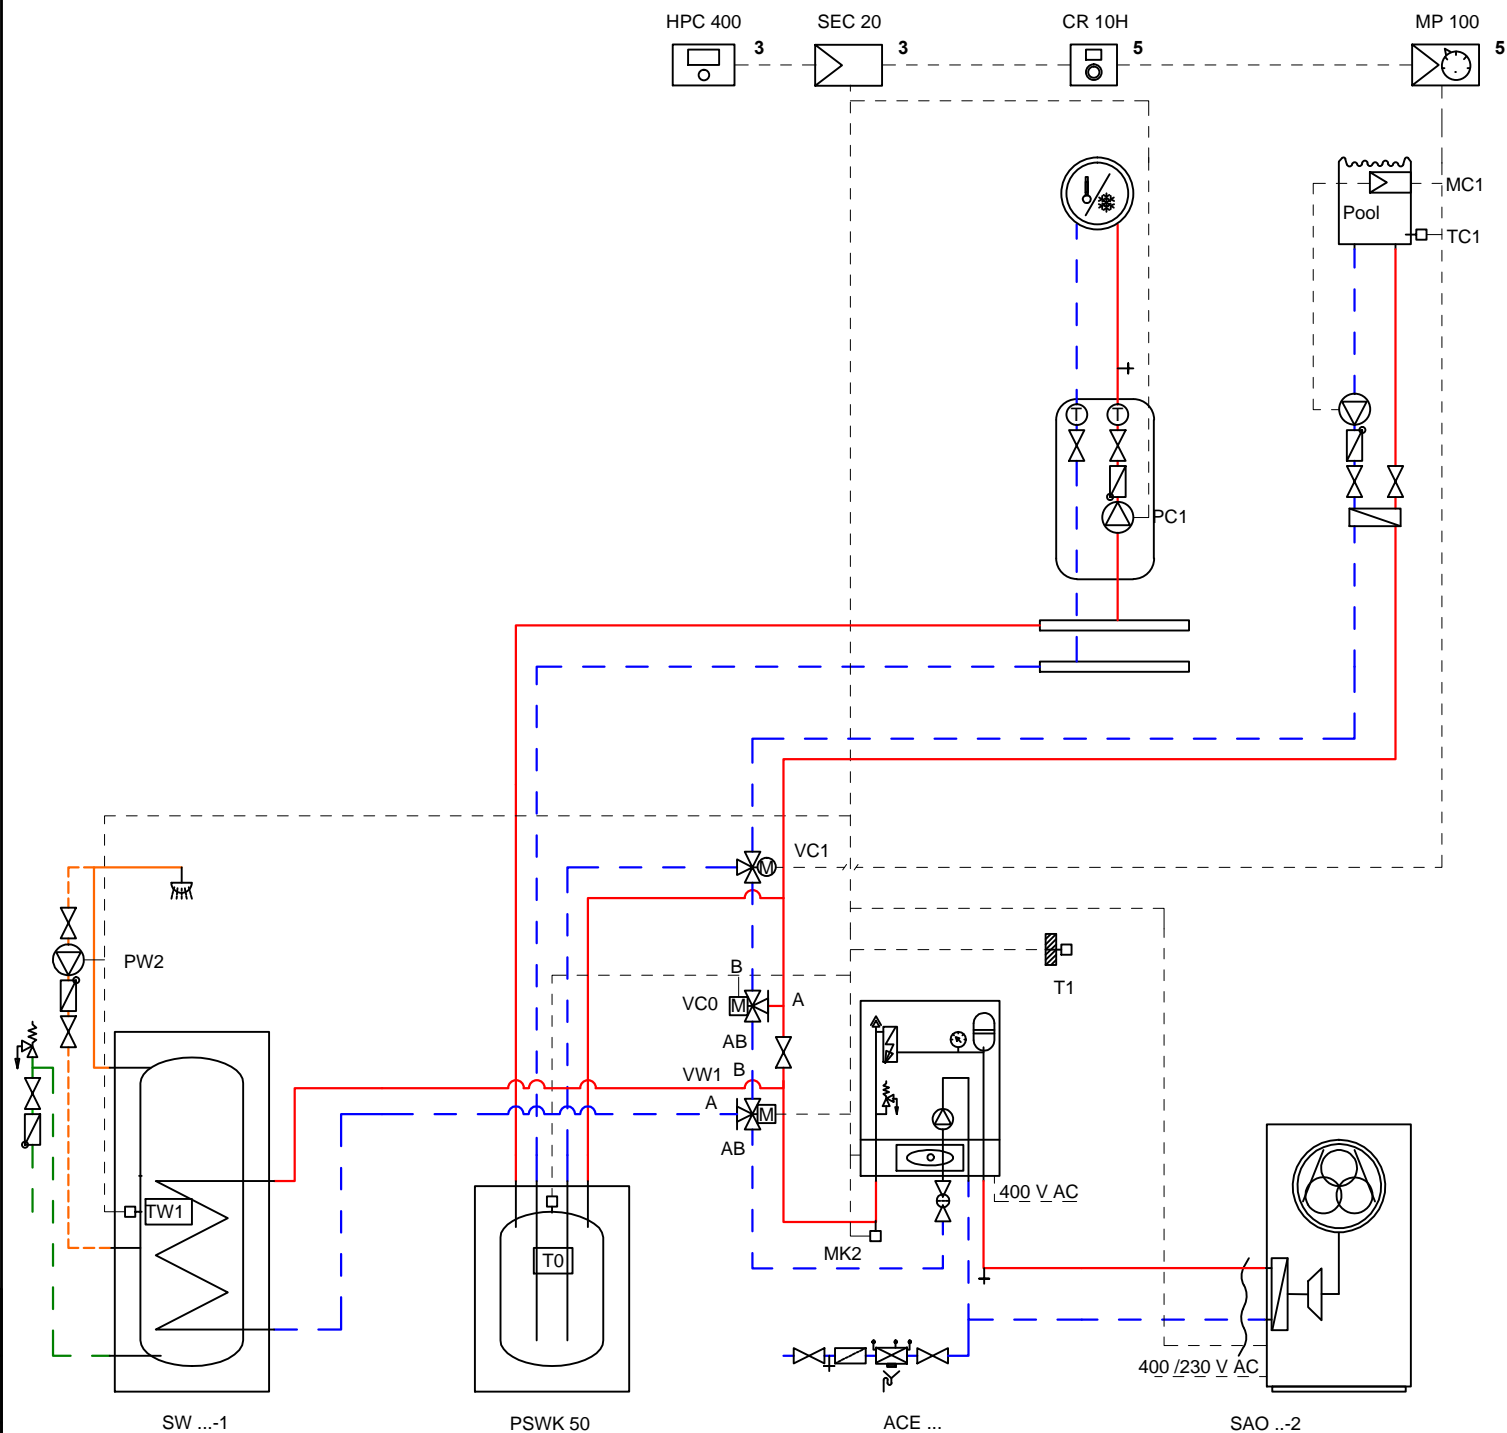 HPC 400 SEC 20 CR 10H MP 100
3 3 5 5
MC1
Pool
TC1
T T
PC1
VC1
M
PW2
B
T1
VC0 M A
AB
VW1 B
A
M
AB
400 V AC
TW1
MK2
T0
400 /230 V AC
SW ...-1 PSWK 50 ACE ... SAO ..-2